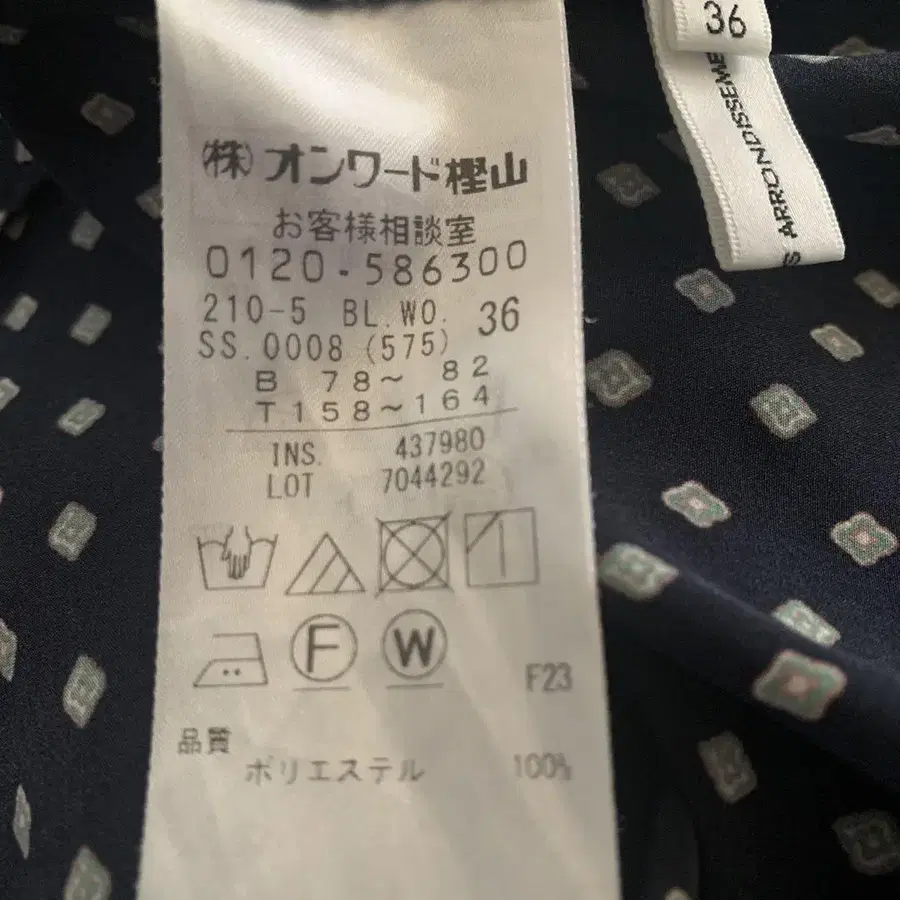 ㈱オンワード樫山
お客様相談室
0120-586300
210-5 BL.WO. 36
SS.0008 (575)
B 78～ 82
T 158～164
INS. 437980
LOT 7044292
F
W
F23
品質
ポリエステル 100%
36
ARRONDISSEME